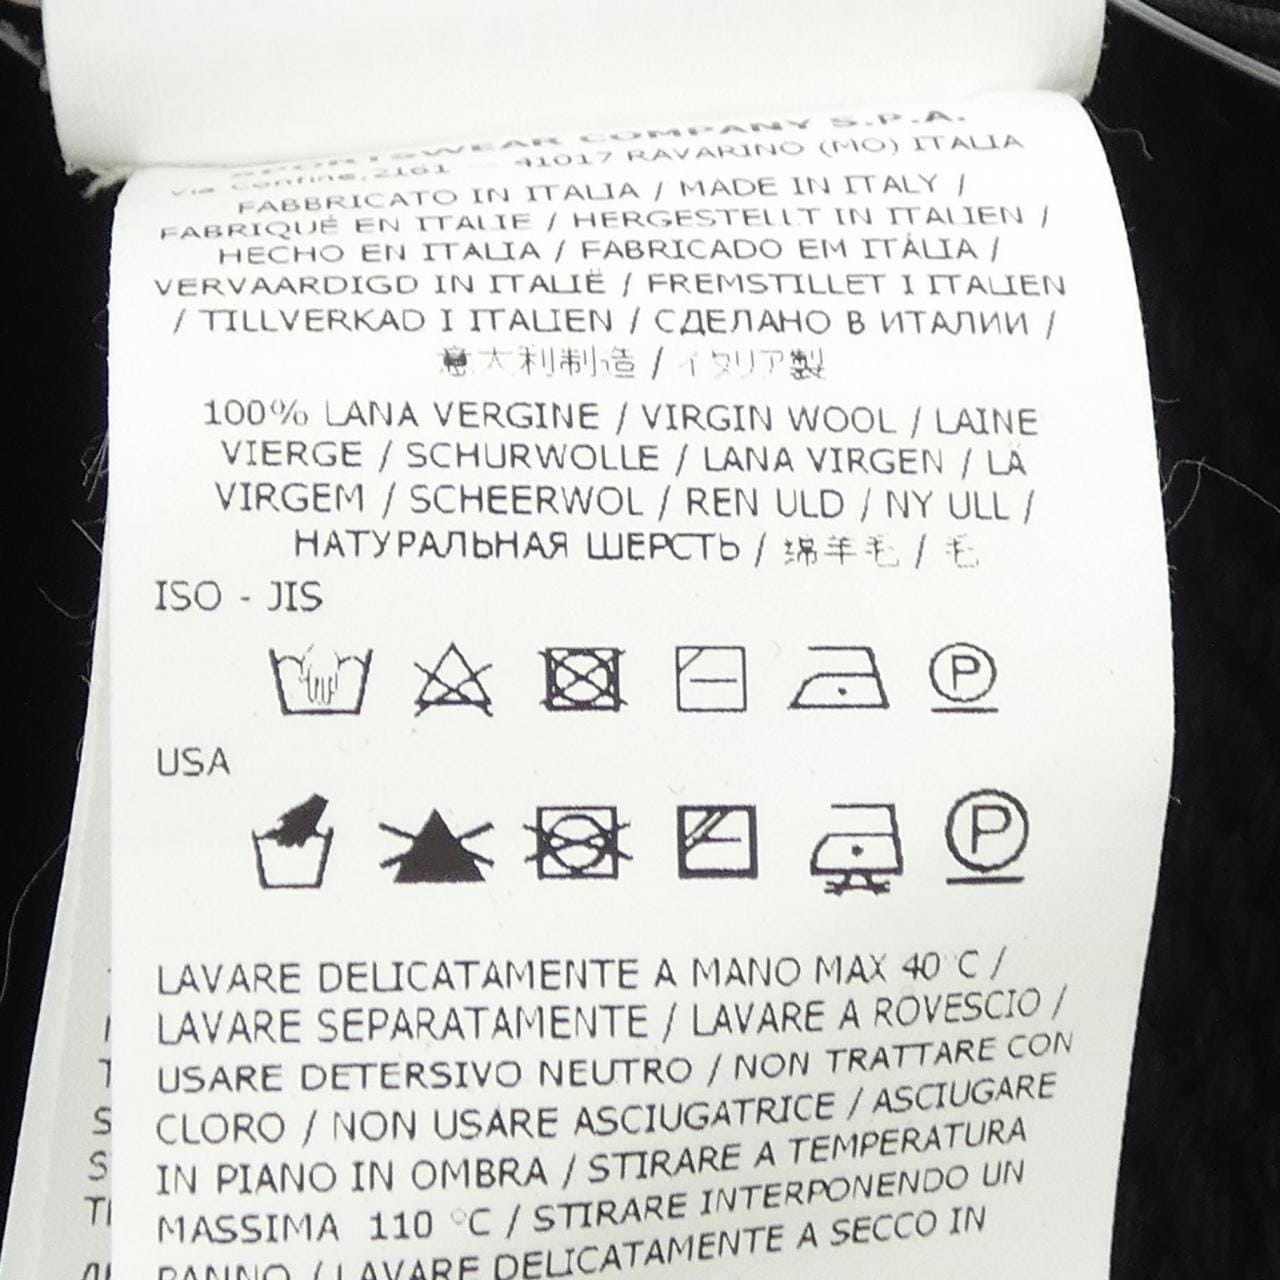 SPORTSWEAR COMPANY S.P.A.
Via Confine, 2161 — 41017 RAVARINO (MO) ITALIA
FABBRICATO IN ITALIA / MADE IN ITALY /
FABRIQUÉ EN ITALIE / HERGESTELLT IN ITALIEN /
HECHO EN ITALIA / FABRICADO EM ITÁLIA /
VERVAARDIGD IN ITALIË / FREMSTILLET I ITALIEN
/ TILLVERKAD I ITALIEN / СДЕЛАНО В ИТАЛИИ /
意大利制造 / イタリア製
100% LANA VERGINE / VIRGIN WOOL / LAINE
VIERGE / SCHURWOLLE / LANA VIRGEN / LÃ
VIRGEM / SCHEERWOL / REN ULD / NY ULL /
НАТУРАЛЬНАЯ ШЕРСТЬ / 绵羊毛 / 毛
ISO - JIS
P
USA
P
LAVARE DELICATAMENTE A MANO MAX 40°C /
LAVARE SEPARATAMENTE / LAVARE A ROVESCIO /
USARE DETERSIVO NEUTRO / NON TRATTARE CON
CLORO / NON USARE ASCIUGATRICE / ASCIUGARE
IN PIANO IN OMBRA / STIRARE A TEMPERATURA
MASSIMA 110 °C / STIRARE INTERPONENDO UN
PANNO / LAVARE DELICATAMENTE A SECCO IN